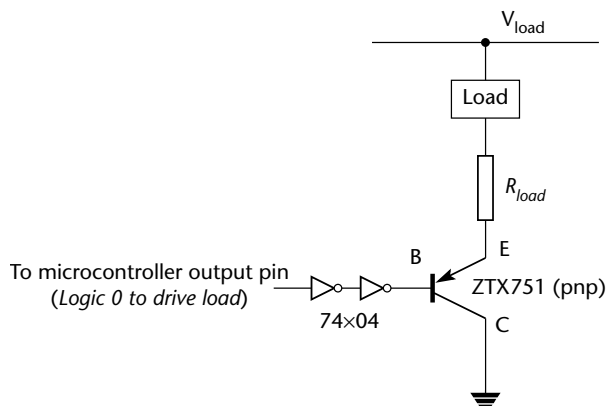 V_load
Load
R_load
B
E
To microcontroller output pin
(Logic 0 to drive load)
ZTX751 (pnp)
74×04
C